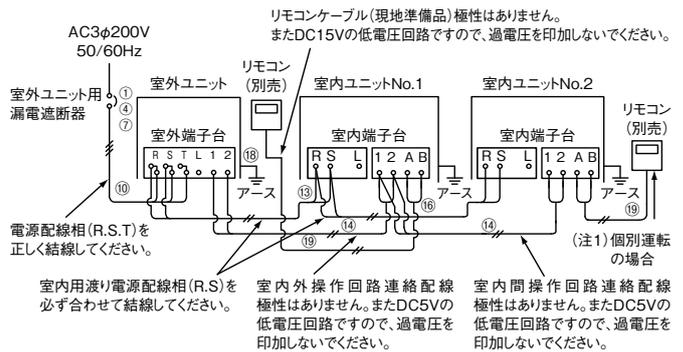 リモコンケーブル(現地準備品)極性はありません。
またDC15Vの低電圧回路ですので、過電圧を印加しないでください。
AC3φ200V
50/60Hz
室外ユニット用
漏電遮断器
①
④
⑦
室外ユニット
リモコン
(別売)
室内ユニットNo.1
室内ユニットNo.2
リモコン
(別売)
室外端子台
R S T L 1 2
⑱
アース
室内端子台
R S L 1 2 A B
アース
室内端子台
R S L 1 2 A B
アース
⑩
⑬
⑭
⑯
⑭
⑲
⑲
電源配線相(R.S.T)を
正しく結線してください。
(注1)個別運転
の場合
室内用渡り電源配線相(R.S)を
必ず合わせて結線してください。
室内外操作回路連絡配線
極性はありません。またDC5Vの
低電圧回路ですので、過電圧を
印加しないでください。
室内間操作回路連絡配線
極性はありません。またDC5Vの
低電圧回路ですので、過電圧を
印加しないでください。